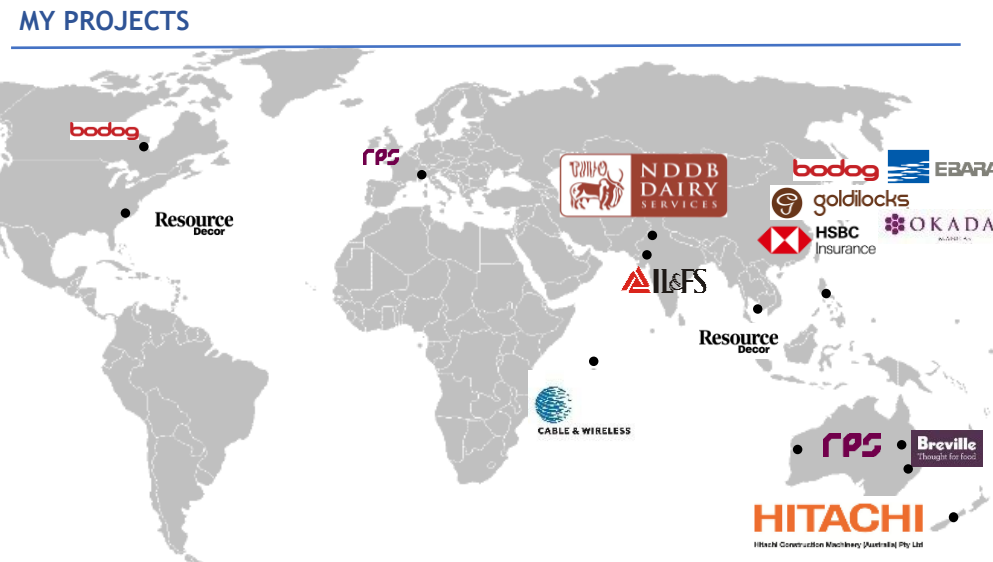 MY PROJECTS
bodog
rps
Resource
Decor
NDDB
DAIRY
SERVICES
bodog
EBARA
goldilocks
OKADA
HSBC
Insurance
IL&FS
Resource
Decor
CABLE & WIRELESS
rps
Breville
Thought for food
HITACHI
Hitachi Construction Machinery (Australia) Pty Ltd